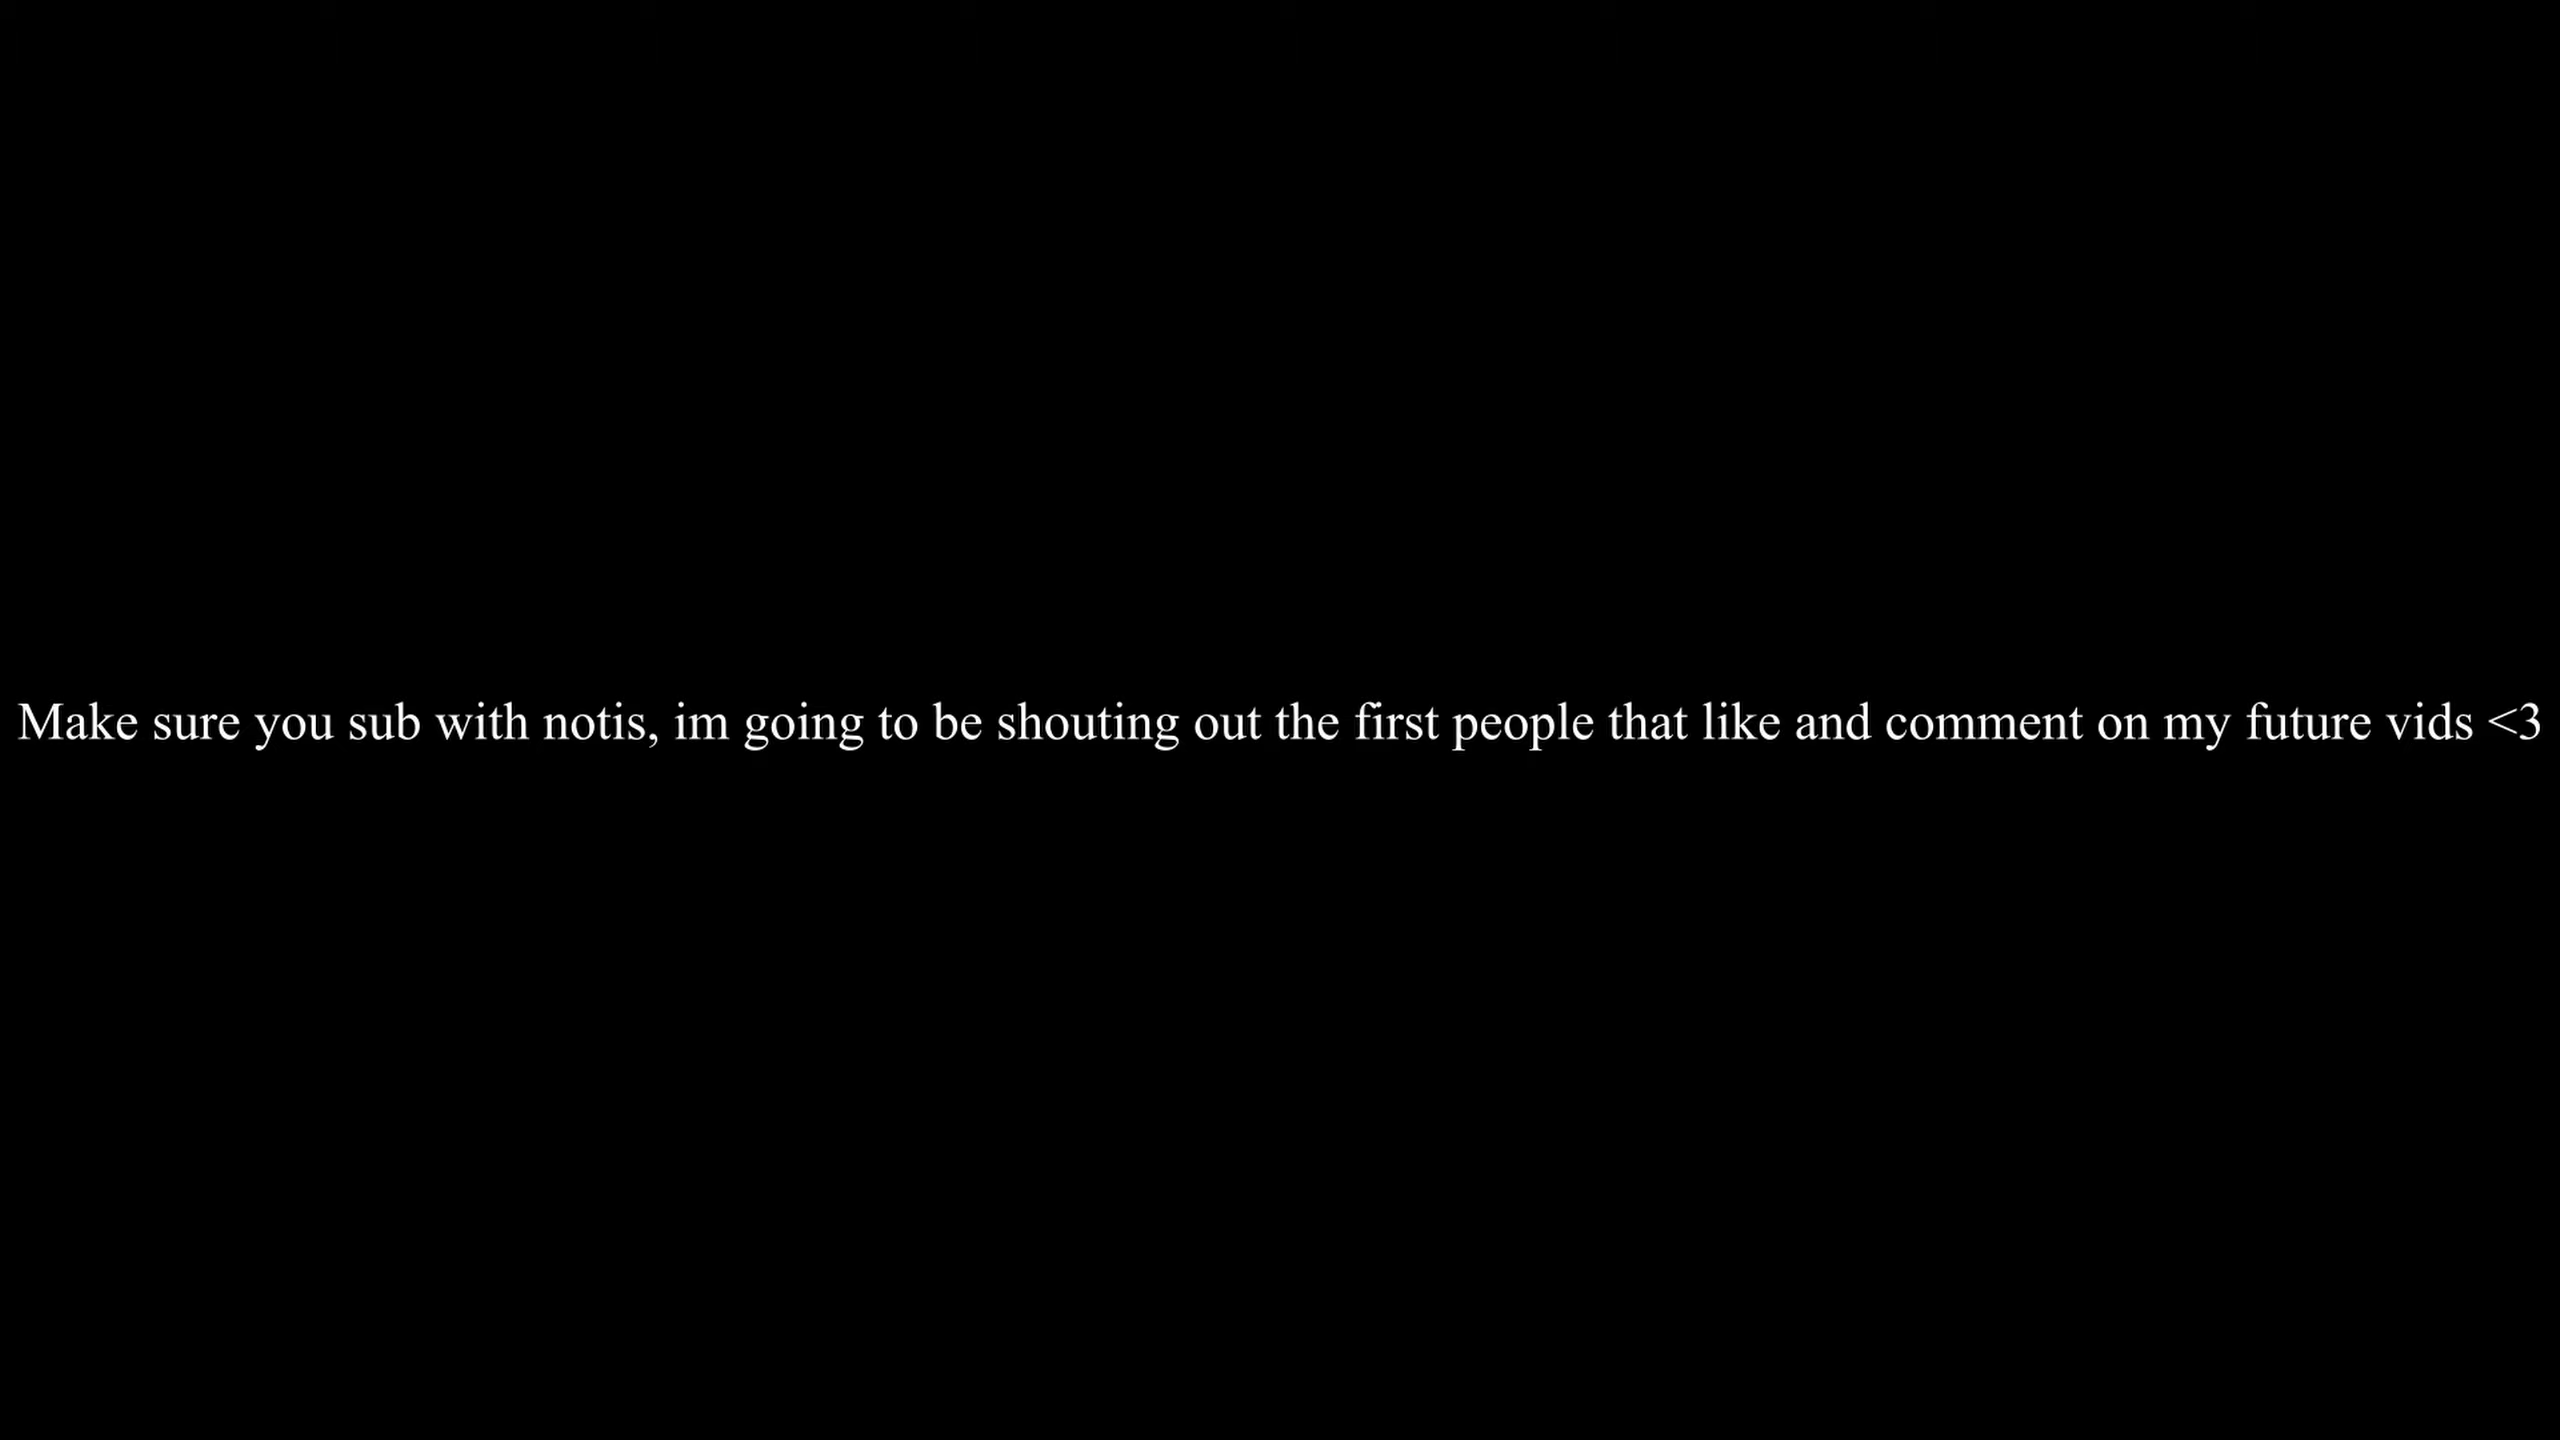 Make sure you sub with notis, im going to be shouting out the first people that like and comment on my future vids <3